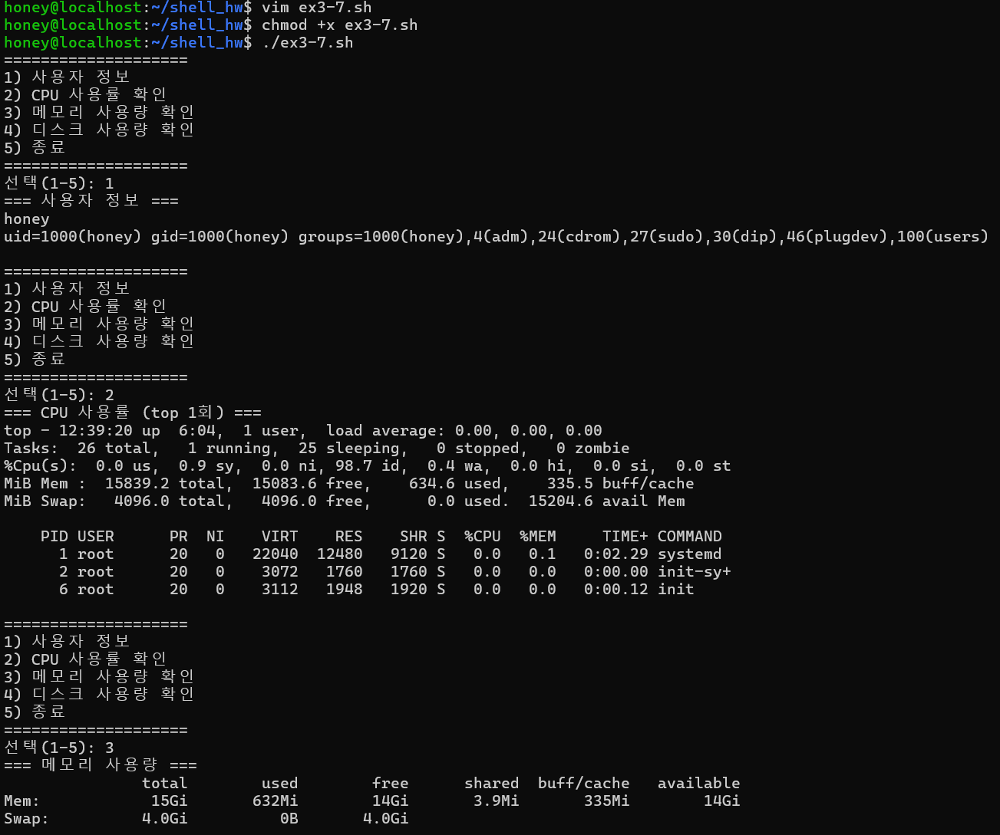 honey@localhost:~/shell_hw$ vim ex3-7.sh
honey@localhost:~/shell_hw$ chmod +x ex3-7.sh
honey@localhost:~/shell_hw$ ./ex3-7.sh
====================
1) 사용자 정보
2) CPU 사용률 확인
3) 메모리 사용량 확인
4) 디스크 사용량 확인
5) 종료
====================
선택(1-5): 1
=== 사용자 정보 ===
honey
uid=1000(honey) gid=1000(honey) groups=1000(honey),4(adm),24(cdrom),27(sudo),30(dip),46(plugdev),100(users)

====================
1) 사용자 정보
2) CPU 사용률 확인
3) 메모리 사용량 확인
4) 디스크 사용량 확인
5) 종료
====================
선택(1-5): 2
=== CPU 사용률 (top 1회) ===
top - 12:39:20 up  6:04,  1 user,  load average: 0.00, 0.00, 0.00
Tasks:  26 total,   1 running,  25 sleeping,   0 stopped,   0 zombie
%Cpu(s):  0.0 us,  0.9 sy,  0.0 ni, 98.7 id,  0.4 wa,  0.0 hi,  0.0 si,  0.0 st
MiB Mem :  15839.2 total,  15083.6 free,    634.6 used,    335.5 buff/cache
MiB Swap:   4096.0 total,   4096.0 free,      0.0 used.  15204.6 avail Mem

    PID USER      PR  NI    VIRT    RES    SHR S  %CPU  %MEM     TIME+ COMMAND
      1 root      20   0   22040  12480   9120 S   0.0   0.1   0:02.29 systemd
      2 root      20   0    3072   1760   1760 S   0.0   0.0   0:00.00 init-sy+
      6 root      20   0    3112   1948   1920 S   0.0   0.0   0:00.12 init

====================
1) 사용자 정보
2) CPU 사용률 확인
3) 메모리 사용량 확인
4) 디스크 사용량 확인
5) 종료
====================
선택(1-5): 3
=== 메모리 사용량 ===
               total        used        free      shared  buff/cache   available
Mem:            15Gi       632Mi        14Gi       3.9Mi       335Mi        14Gi
Swap:          4.0Gi          0B       4.0Gi